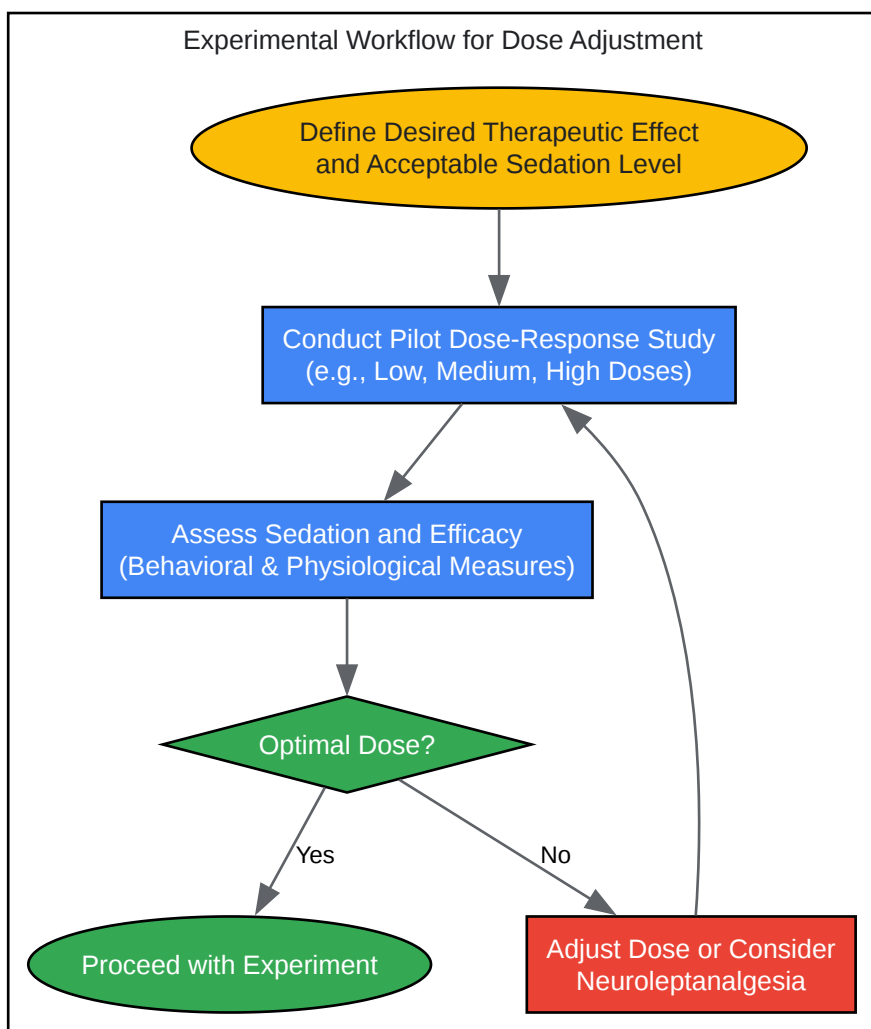 Experimental Workflow for Dose Adjustment
Define Desired Therapeutic Effect
and Acceptable Sedation Level
Conduct Pilot Dose-Response Study
(e.g., Low, Medium, High Doses)
Assess Sedation and Efficacy
(Behavioral & Physiological Measures)
Optimal Dose?
Yes
No
Proceed with Experiment
Adjust Dose or Consider
Neuroleptanalgesia